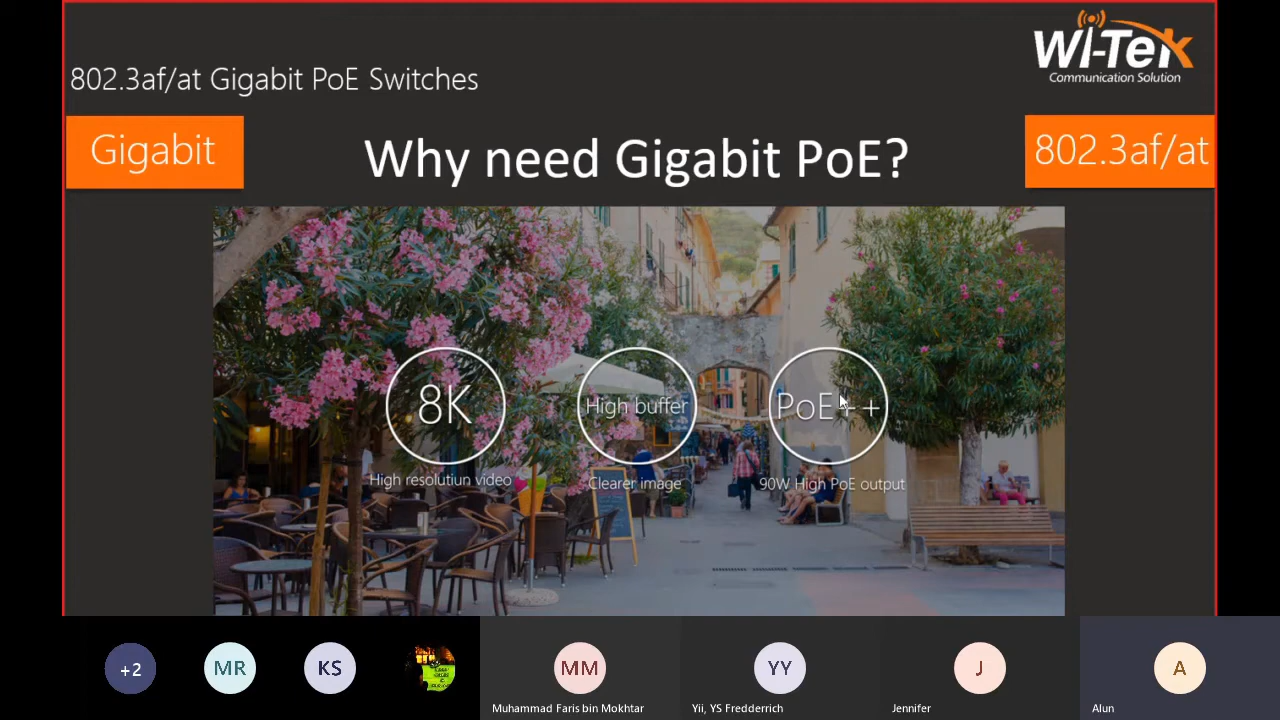 Wi-Tek
Communication Solution
802.3af/at Gigabit PoE Switches
Gigabit
Why need Gigabit PoE?
802.3af/at
8K
High buffer
PoE++
High resolutiun video
Clearer image
90W High PoE output
+2
MR
KS
MM
YY
J
A
Muhammad Faris bin Mokhtar
Yii, YS Fredderrich
Jennifer
Alun